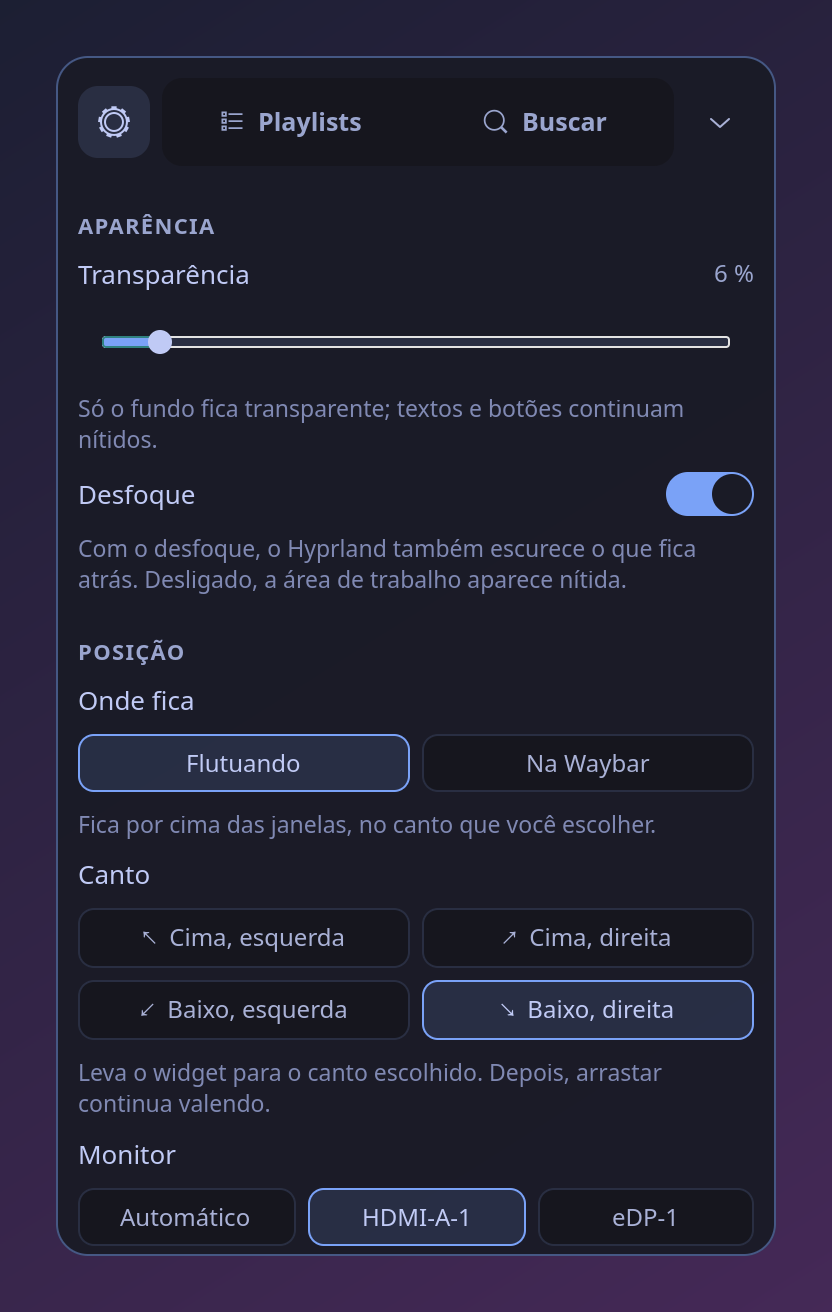 Playlists
Buscar
APARÊNCIA
Transparência
6 %
Só o fundo fica transparente; textos e botões continuam
nítidos.
Desfoque
Com o desfoque, o Hyprland também escurece o que fica
atrás. Desligado, a área de trabalho aparece nítida.
POSIÇÃO
Onde fica
Flutuando
Na Waybar
Fica por cima das janelas, no canto que você escolher.
Canto
↖ Cima, esquerda
↗ Cima, direita
↙ Baixo, esquerda
↘ Baixo, direita
Leva o widget para o canto escolhido. Depois, arrastar
continua valendo.
Monitor
Automático
HDMI-A-1
eDP-1